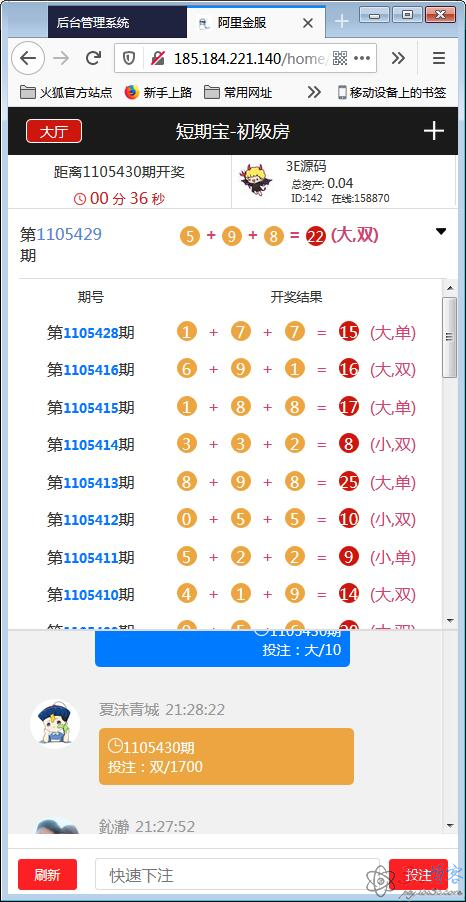 后台管理系统
阿里金服
185.184.221.140/home/
火狐官方站点
新手上路
常用网址
移动设备上的书签
大厅
短期宝-初级房
距离1105430期开奖
00 分 36 秒
3E源码
总资产: 0.04
ID:142 在线:158870
第1105429
期
5 + 9 + 8 = 22 (大,双)
期号 开奖结果
第1105428期 1 + 7 + 7 = 15 (大,单)
第1105416期 6 + 9 + 1 = 16 (大,双)
第1105415期 1 + 8 + 8 = 17 (大,单)
第1105414期 3 + 3 + 2 = 8 (小,双)
第1105413期 8 + 9 + 8 = 25 (大,单)
第1105412期 0 + 5 + 5 = 10 (小,双)
第1105411期 5 + 2 + 2 = 9 (小,单)
第1105410期 4 + 1 + 9 = 14 (大,双)
1105430期
投注：大/10
夏沫青城 21:28:22
1105430期
投注：双/1700
鈊瀞 21:27:52
刷新
快速下注
投注